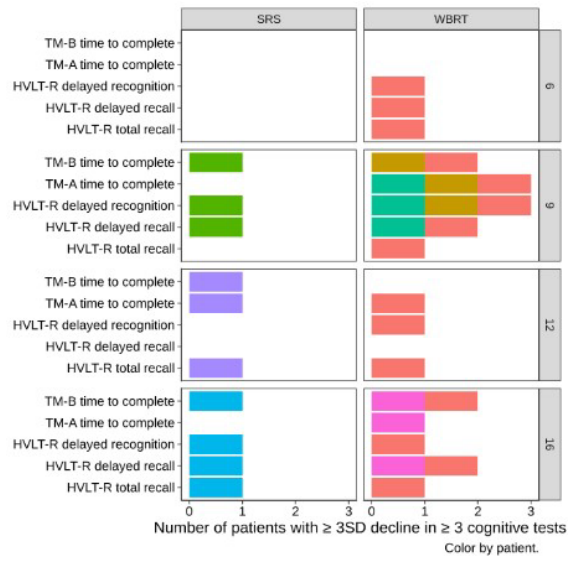 SRS WBRT
TM-B time to complete
TM-A time to complete
HVLT-R delayed recognition
HVLT-R delayed recall
HVLT-R total recall
6
TM-B time to complete
TM-A time to complete
HVLT-R delayed recognition
HVLT-R delayed recall
HVLT-R total recall
9
TM-B time to complete
TM-A time to complete
HVLT-R delayed recognition
HVLT-R delayed recall
HVLT-R total recall
12
TM-B time to complete
TM-A time to complete
HVLT-R delayed recognition
HVLT-R delayed recall
HVLT-R total recall
16
0 1 2 3 0 1 2 3
Number of patients with ≥ 3SD decline in ≥ 3 cognitive tests
Color by patient.